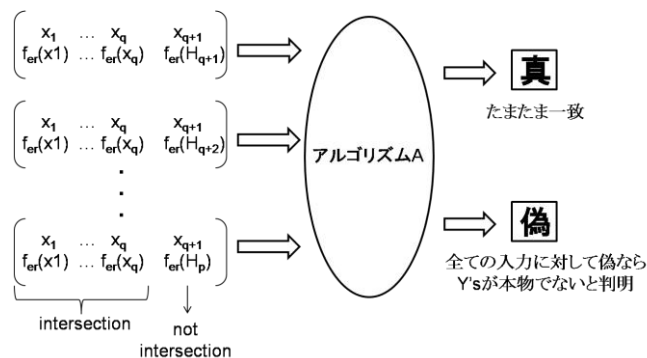 x1 … xq xq+1
fer(x1) … fer(xq) fer(Hq+1)
x1 … xq xq+1
fer(x1) … fer(xq) fer(Hq+2)
x1 … xq xq+1
fer(x1) … fer(xq) fer(Hp)
intersection
not
intersection
アルゴリズムA
真
たまたま一致
偽
全ての入力に対して偽なら
Y'sが本物でないと判明